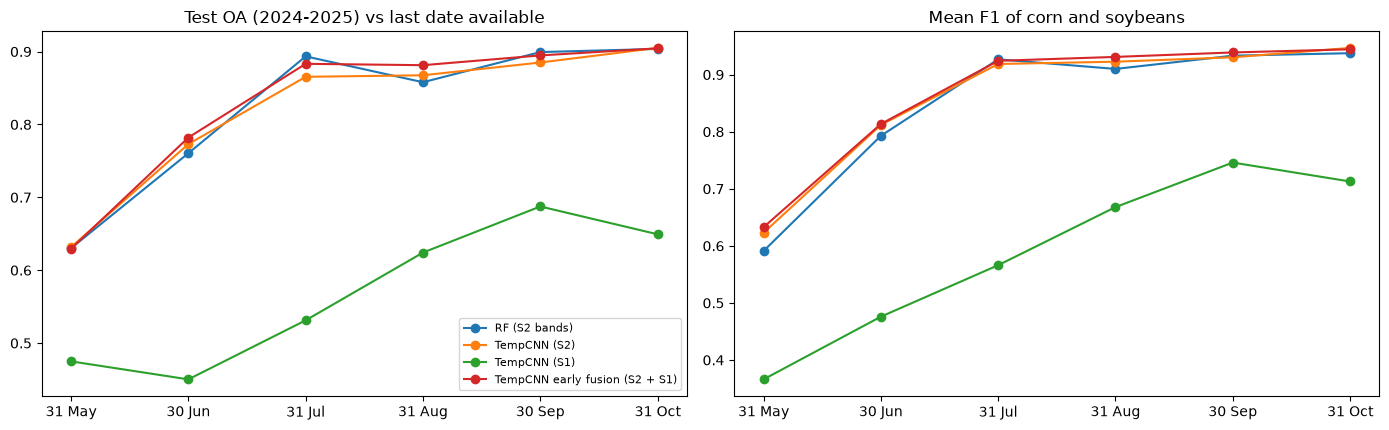 Test OA (2024-2025) vs last date available
0.9
0.8
0.7
0.6
0.5
31 May
30 Jun
31 Jul
31 Aug
30 Sep
31 Oct
RF (S2 bands)
TempCNN (S2)
TempCNN (S1)
TempCNN early fusion (S2 + S1)
Mean F1 of corn and soybeans
0.9
0.8
0.7
0.6
0.5
0.4
31 May
30 Jun
31 Jul
31 Aug
30 Sep
31 Oct